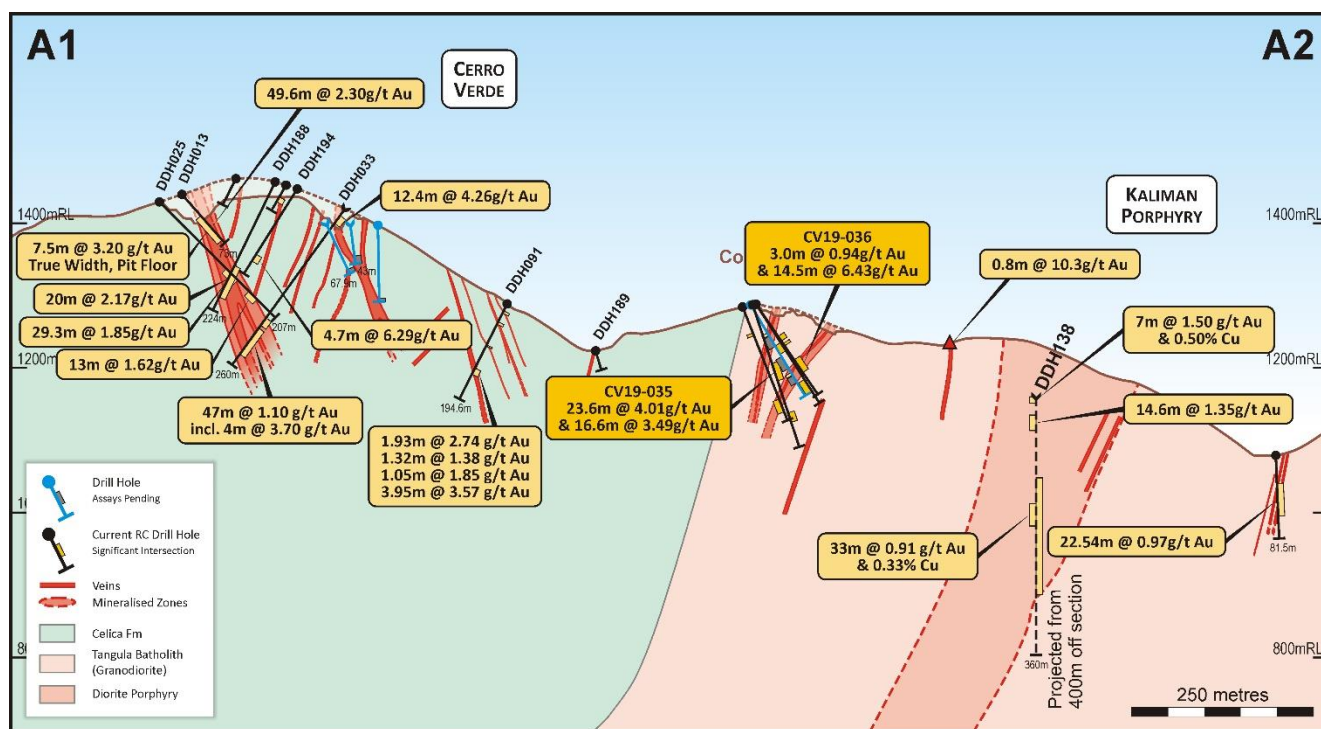 A1
A2
CERRO
VERDE
KALIMAN
PORPHYRY
49.6m @ 2.30g/t Au
DDH025
DDH013
DDH188
DDH194
DDH033
12.4m @ 4.26g/t Au
1400mRL
1400mRL
7.5m @ 3.20 g/t Au
True Width, Pit Floor
20m @ 2.17g/t Au
29.3m @ 1.85g/t Au
13m @ 1.62g/t Au
4.7m @ 6.29g/t Au
47m @ 1.10 g/t Au
incl. 4m @ 3.70 g/t Au
43m
67.9m
224m
207m
260m
DDH091
194.6m
DDH189
1.93m @ 2.74 g/t Au
1.32m @ 1.38 g/t Au
1.05m @ 1.85 g/t Au
3.95m @ 3.57 g/t Au
Co
CV19-036
3.0m @ 0.94g/t Au
& 14.5m @ 6.43g/t Au
CV19-035
23.6m @ 4.01g/t Au
& 16.6m @ 3.49g/t Au
0.8m @ 10.3g/t Au
7m @ 1.50 g/t Au
& 0.50% Cu
DDH138
14.6m @ 1.35g/t Au
33m @ 0.91 g/t Au
& 0.33% Cu
22.54m @ 0.97g/t Au
81.5m
360m
Projected from
400m off section
1200mRL
1200mRL
800mRL
250 metres
Drill Hole
Assays Pending
Current RC Drill Hole
Significant Intersection
Veins
Mineralised Zones
Celica Fm
Tangula Batholith
(Granodiorite)
Diorite Porphyry